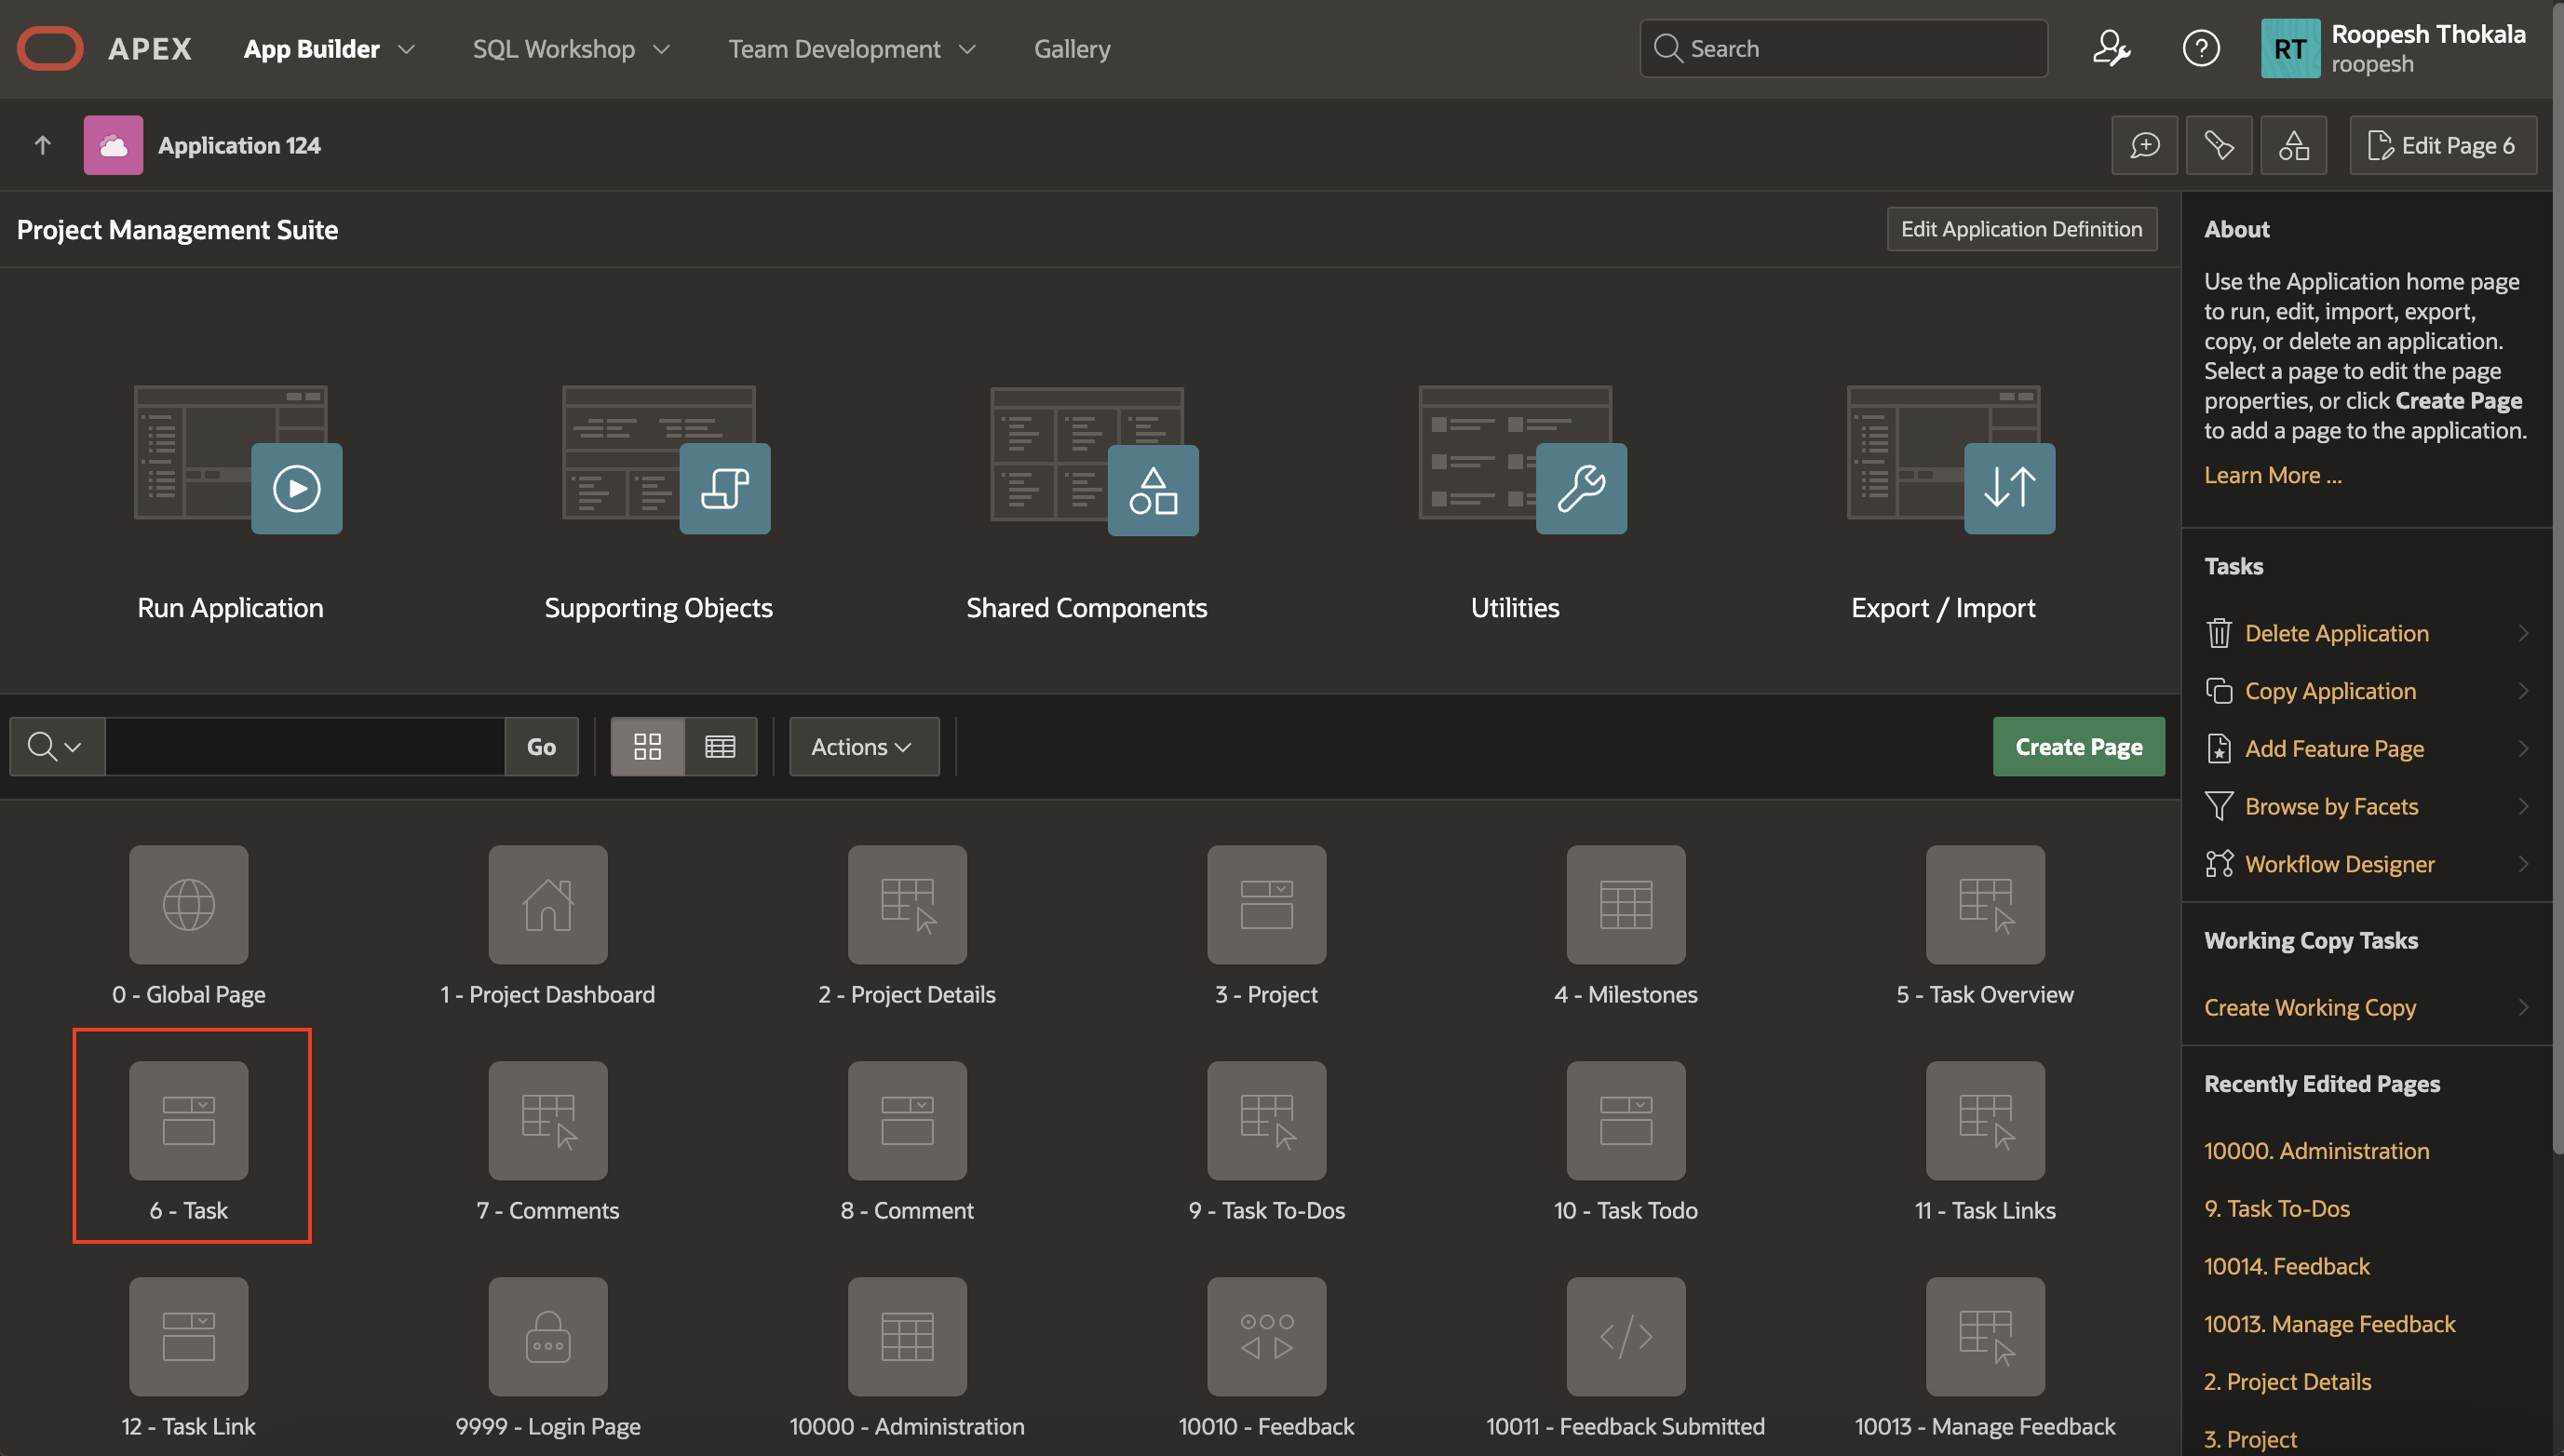 APEX
App Builder
SQL Workshop
Team Development
Gallery
Search
RT
Roopesh Thokala
roopesh
Application 124
Edit Page 6
Project Management Suite
Edit Application Definition
Run Application
Supporting Objects
Shared Components
Utilities
Export / Import
Go
Actions
Create Page
0 - Global Page
1 - Project Dashboard
2 - Project Details
3 - Project
4 - Milestones
5 - Task Overview
6 - Task
7 - Comments
8 - Comment
9 - Task To-Dos
10 - Task Todo
11 - Task Links
12 - Task Link
9999 - Login Page
10000 - Administration
10010 - Feedback
10011 - Feedback Submitted
10013 - Manage Feedback
About
Use the Application home page
to run, edit, import, export,
copy, or delete an application.
Select a page to edit the page
properties, or click Create Page
to add a page to the application.
Learn More ...
Tasks
Delete Application
Copy Application
Add Feature Page
Browse by Facets
Workflow Designer
Working Copy Tasks
Create Working Copy
Recently Edited Pages
10000. Administration
9. Task To-Dos
10014. Feedback
10013. Manage Feedback
2. Project Details
3. Project